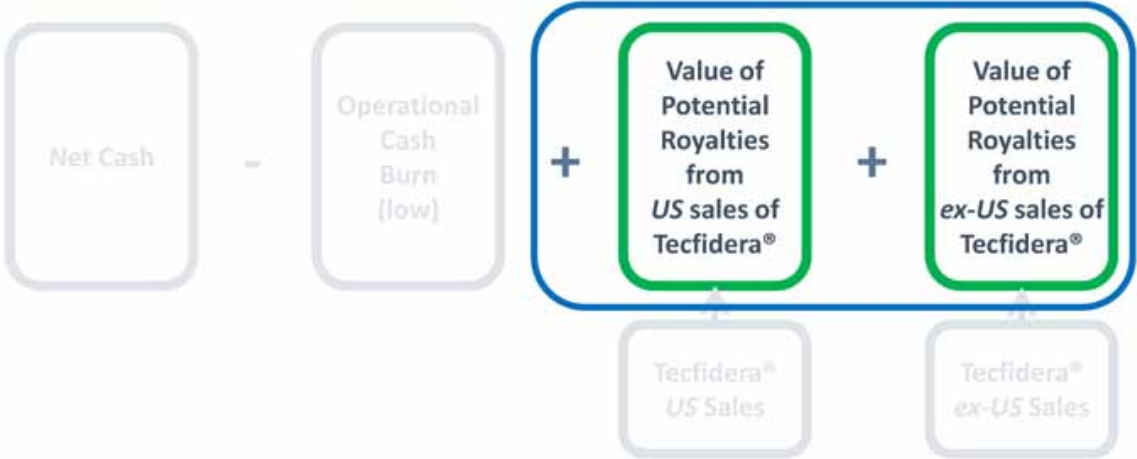 Net Cash
-
Operational
Cash
Burn
(low)
+
Value of
Potential
Royalties
from
US sales of
Tecfidera®
+
Value of
Potential
Royalties
from
ex-US sales of
Tecfidera®
Tecfidera®
US Sales
Tecfidera®
ex-US Sales